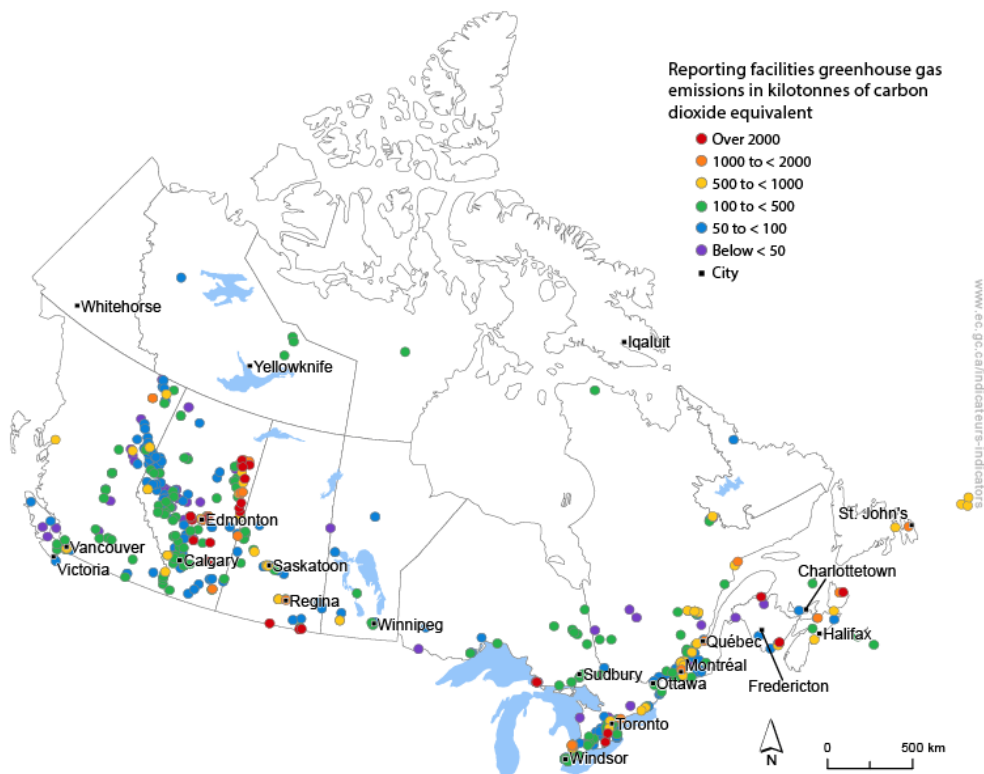 Reporting facilities greenhouse gas
emissions in kilotonnes of carbon
dioxide equivalent
Over 2000
1000 to < 2000
500 to < 1000
100 to < 500
50 to < 100
Below < 50
City
www.ec.gc.ca/indicateurs-indicators
Whitehorse
Iqaluit
Yellowknife
St. John's
Edmonton
Vancouver
Calgary
Saskatoon
Victoria
Charlottetown
Regina
Winnipeg
Halifax
Québec
Montréal
Sudbury
Ottawa
Fredericton
Toronto
Windsor
N
0 500 km